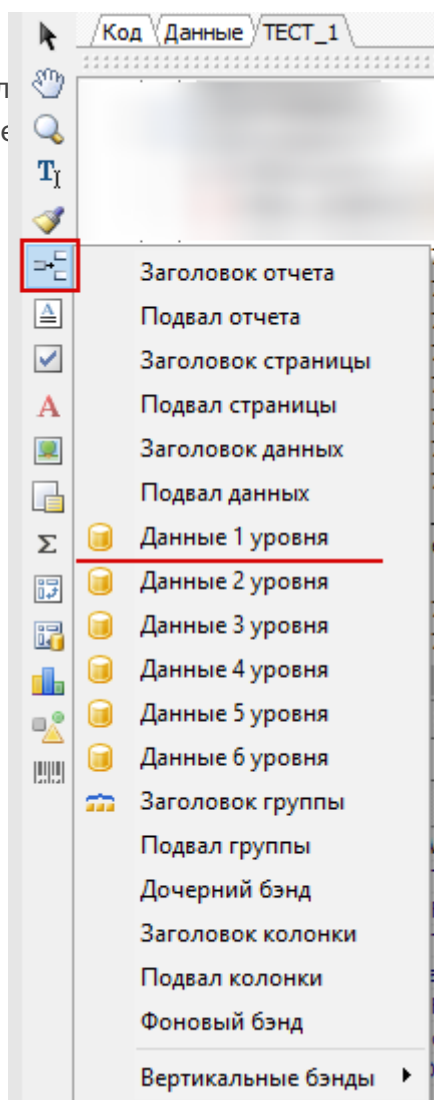 Код Данные ТЕСТ_1
Заголовок отчета
Подвал отчета
Заголовок страницы
Подвал страницы
Заголовок данных
Подвал данных
Данные 1 уровня
Данные 2 уровня
Данные 3 уровня
Данные 4 уровня
Данные 5 уровня
Данные 6 уровня
Заголовок группы
Подвал группы
Дочерний бэнд
Заголовок колонки
Подвал колонки
Фоновый бэнд
Вертикальные бэнды